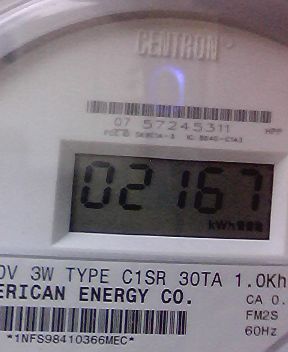 CENTRON
07 57245311
02167
kWh
0V 3W TYPE C1SR 30TA 1.0Kh
ERICAN ENERGY CO.
CA 0.
FM2S
60Hz
*1NFS98410366MEC*